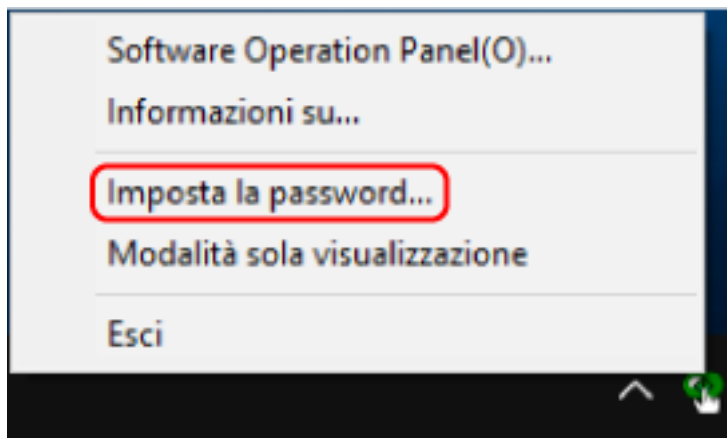 Software Operation Panel(O)...
Informazioni su...
Imposta la password...
Modalità sola visualizzazione
Esci